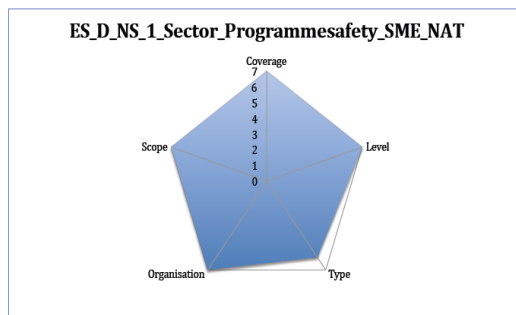 ES_D_NS_1_Sector_Programmesafety_SME_NAT
Coverage
7
6
5
4
3
2
1
0
Scope
Level
Organisation
Type